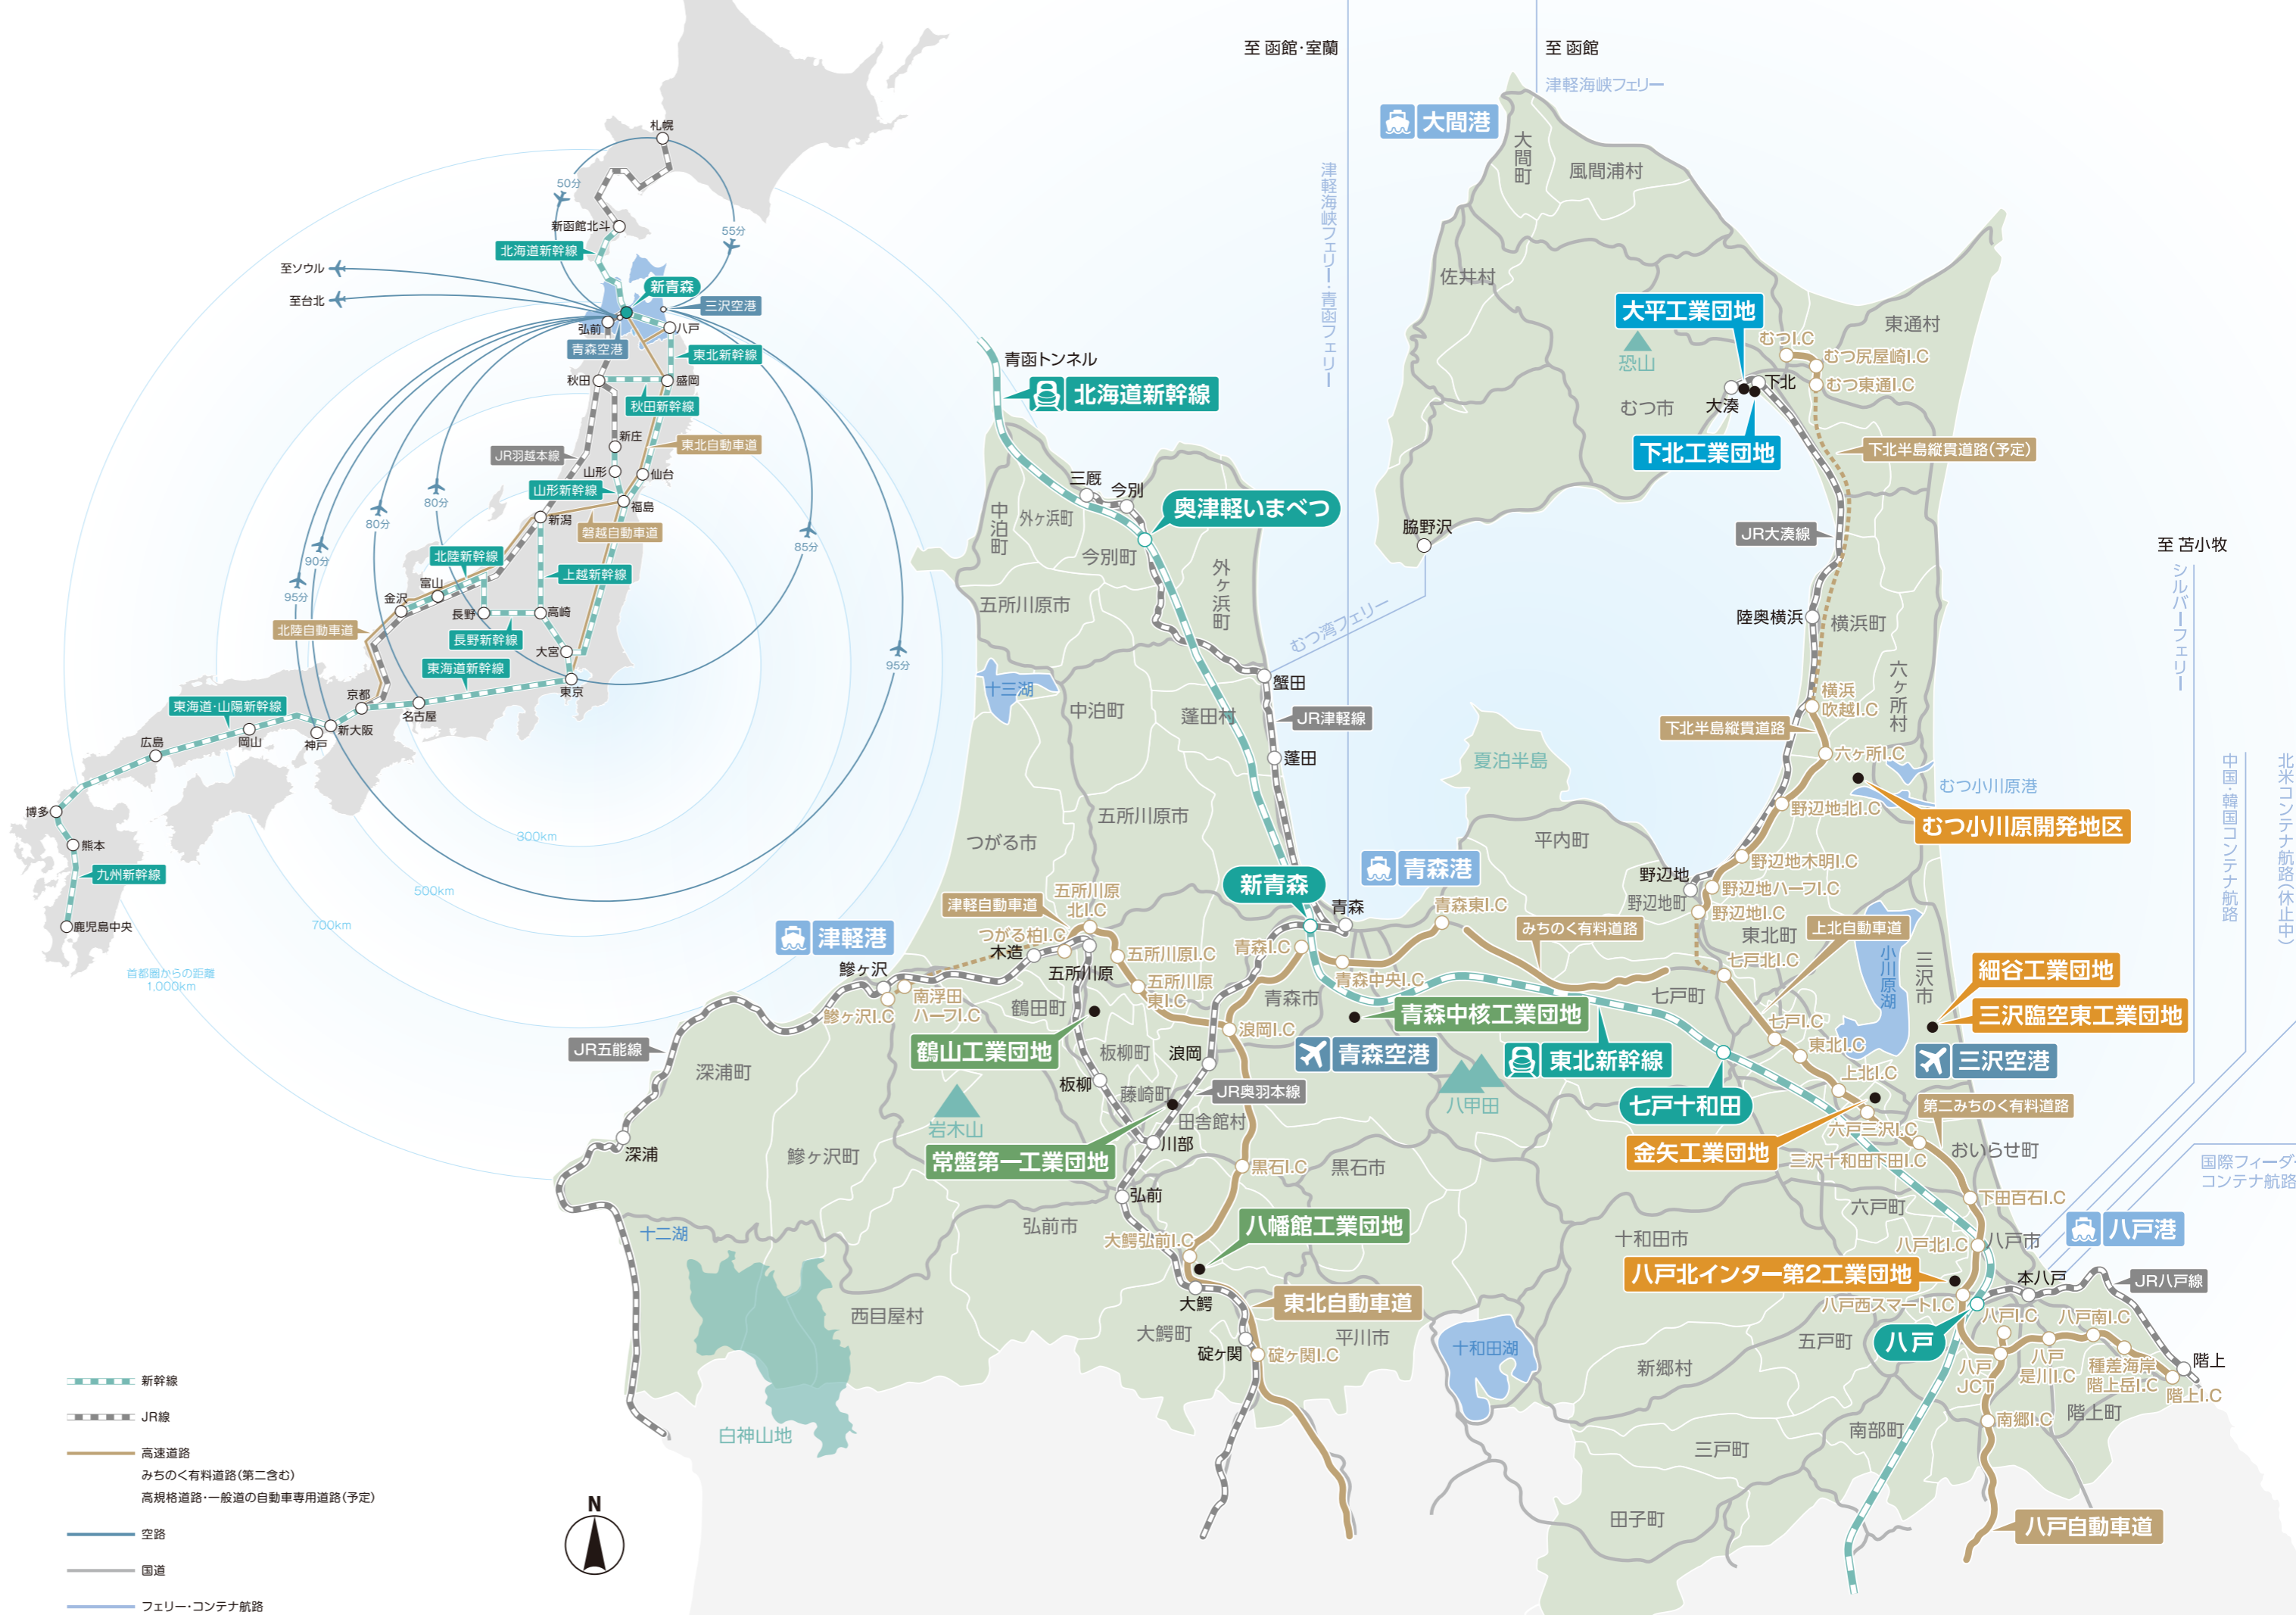 札幌
50分
新函館北斗
55分
北海道新幹線
至ソウル
至台北
新青森
三沢空港
弘前
八戸
青森空港
東北新幹線
秋田
盛岡
秋田新幹線
新庄
東北自動車道
JR羽越本線
山形
仙台
山形新幹線
福島
80分
80分
新潟
磐越自動車道
90分
85分
北陸新幹線
上越新幹線
95分
富山
金沢
長野
高崎
北陸自動車道
長野新幹線
大宮
95分
東海道新幹線
東京
京都
名古屋
東海道・山陽新幹線
新大阪
岡山
神戸
広島
博多
熊本
九州新幹線
鹿児島中央
300km
500km
700km
首都圏からの距離
1,000km
至 函館・室蘭
至 函館
津軽海峡フェリー
津軽海峡フェリー・青函フェリー
大間港
大間町
風間浦村
佐井村
大平工業団地
恐山
むつI.C
むつ尻屋崎I.C
むつ東通I.C
東通村
下北
大湊
むつ市
下北工業団地
下北半島縦貫道路(予定)
脇野沢
JR大湊線
至 苫小牧
シルバーフェリー
青函トンネル
北海道新幹線
三厩
今別
奥津軽いまべつ
中泊町
外ヶ浜町
今別町
外ヶ浜町
五所川原市
むつ湾フェリー
陸奥横浜
横浜町
六ヶ所村
十三湖
蟹田
中泊町
蓬田村
JR津軽線
蓬田
横浜
吹越I.C
下北半島縦貫道路
六ヶ所I.C
夏泊半島
むつ小川原港
野辺地北I.C
むつ小川原開発地区
中国・韓国コンテナ航路
北米コンテナ航路(休止中)
五所川原市
つがる市
平内町
野辺地木明I.C
青森港
野辺地
野辺地ハーフI.C
野辺地町
野辺地I.C
新青森
青森
青森東I.C
津軽自動車道
五所川原
北I.C
つがる柏I.C
津軽港
木造
五所川原
五所川原I.C
青森I.C
青森中央I.C
みちのく有料道路
東北町
上北自動車道
七戸北I.C
小川原湖
三沢市
鰺ヶ沢
南浮田
ハーフI.C
鰺ヶ沢I.C
五所川原
東I.C
青森市
七戸町
細谷工業団地
三沢臨空東工業団地
鶴田町
青森中核工業団地
浪岡I.C
七戸I.C
東北I.C
鶴山工業団地
JR五能線
板柳町
浪岡
青森空港
東北新幹線
三沢空港
深浦町
板柳
藤崎町
JR奥羽本線
八甲田
上北I.C
七戸十和田
第二みちのく有料道路
岩木山
田舎館村
六戸三沢I.C
深浦
鰺ヶ沢町
常盤第一工業団地
川部
黒石I.C
黒石市
金矢工業団地
三沢十和田下田I.C
おいらせ町
国際フィーダー
コンテナ航路
弘前
下田百石I.C
六戸町
弘前市
八幡館工業団地
十二湖
大鰐弘前I.C
十和田市
八戸北I.C
八戸市
八戸港
八戸北インター第2工業団地
本八戸
JR八戸線
大鰐
東北自動車道
八戸西スマートI.C
西目屋村
大鰐町
平川市
碇ヶ関
碇ヶ関I.C
十和田湖
五戸町
八戸
八戸I.C
八戸南I.C
新郷村
八戸
JCT
八戸
是川I.C
種差海岸
階上岳I.C
階上
階上I.C
白神山地
南郷I.C
階上町
南部町
三戸町
田子町
八戸自動車道
新幹線
JR線
高速道路
みちのく有料道路(第二含む)
高規格道路・一般道の自動車専用道路(予定)
空路
国道
フェリー・コンテナ航路
N